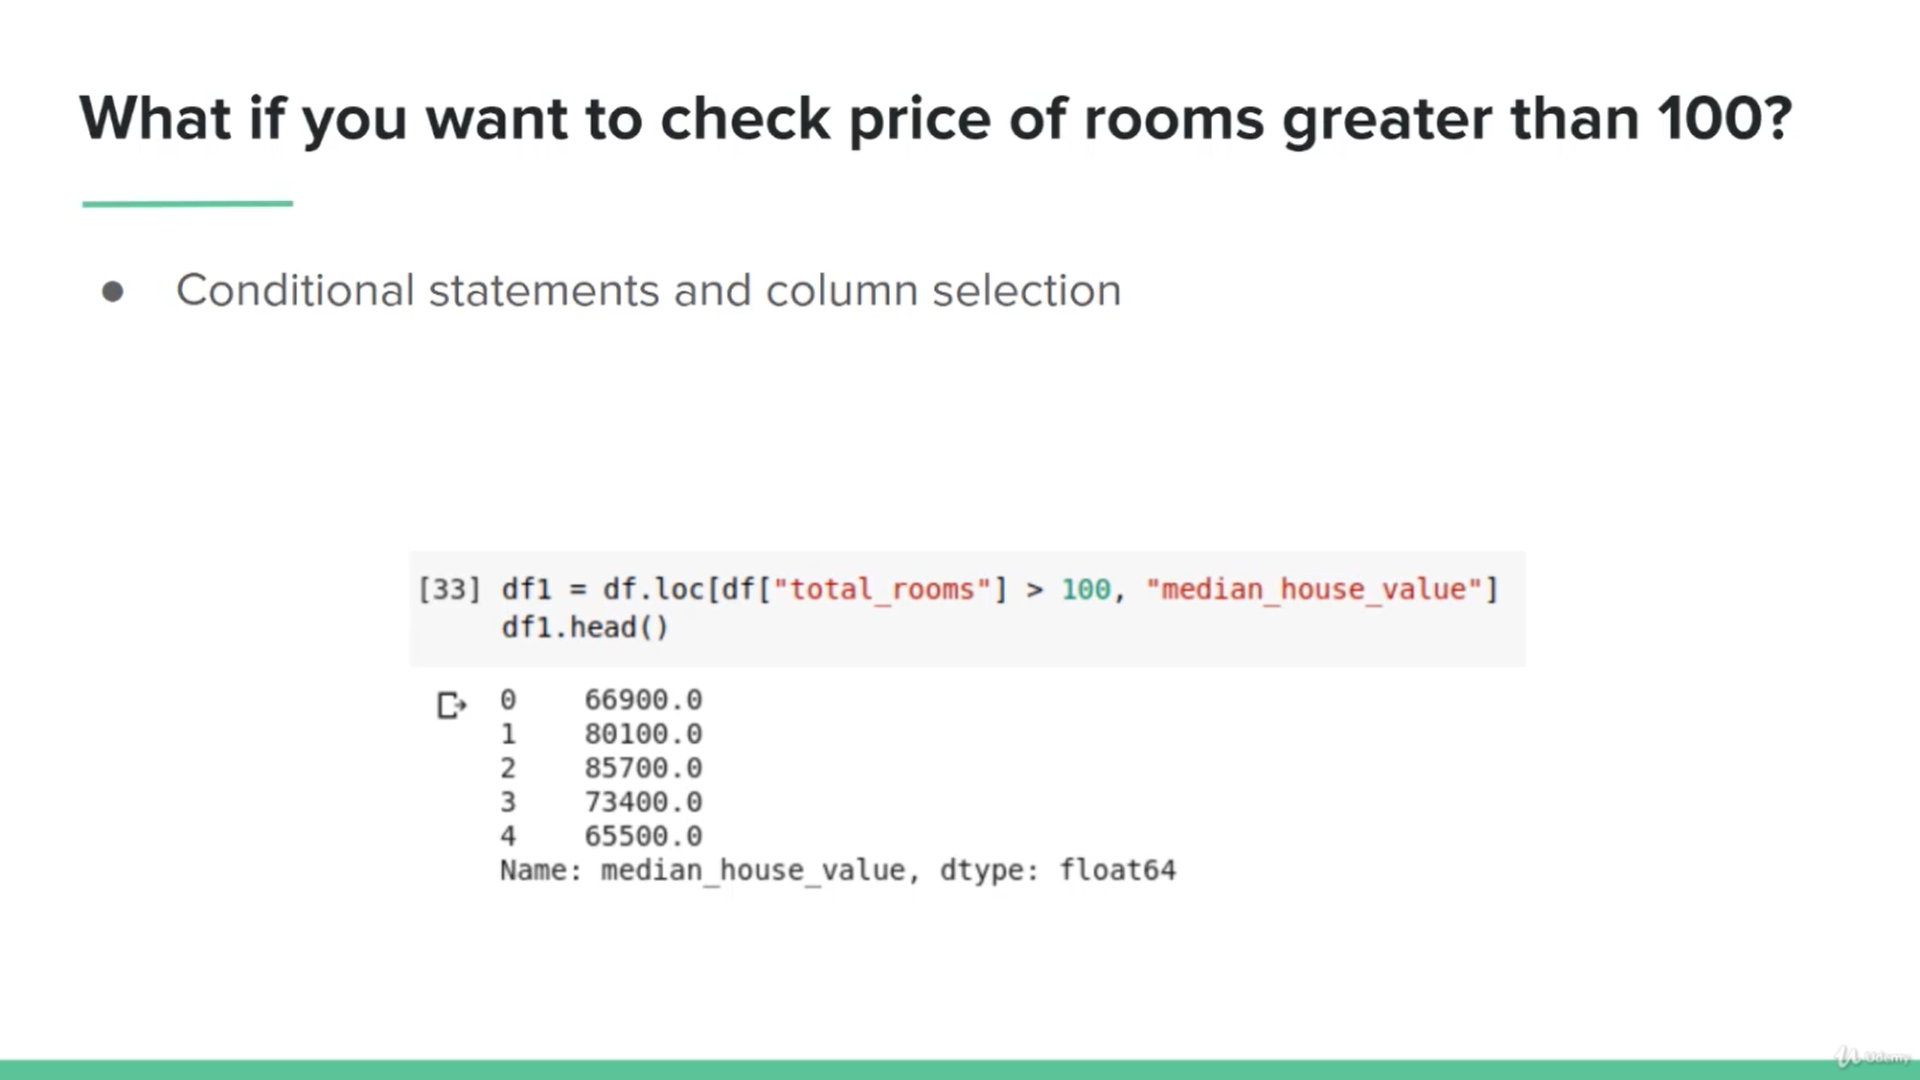 What if you want to check price of rooms greater than 100?
● Conditional statements and column selection
[33] df1 = df.loc[df["total_rooms"] > 100, "median_house_value"]
df1.head()
0 66900.0
1 80100.0
2 85700.0
3 73400.0
4 65500.0
Name: median_house_value, dtype: float64
Udemy